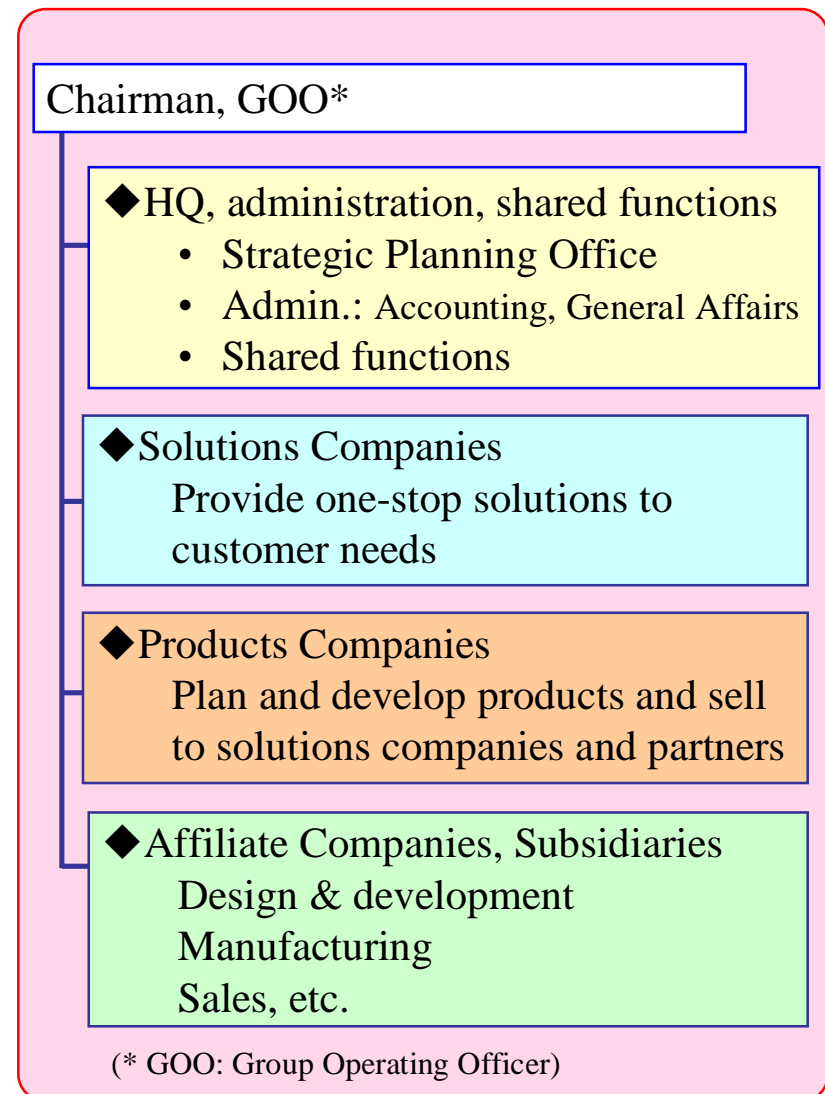 Chairman, GOO*
◆HQ, administration, shared functions
• Strategic Planning Office
• Admin.: Accounting, General Affairs
• Shared functions
◆Solutions Companies
Provide one-stop solutions to
customer needs
◆Products Companies
Plan and develop products and sell
to solutions companies and partners
◆Affiliate Companies, Subsidiaries
Design & development
Manufacturing
Sales, etc.
(* GOO: Group Operating Officer)